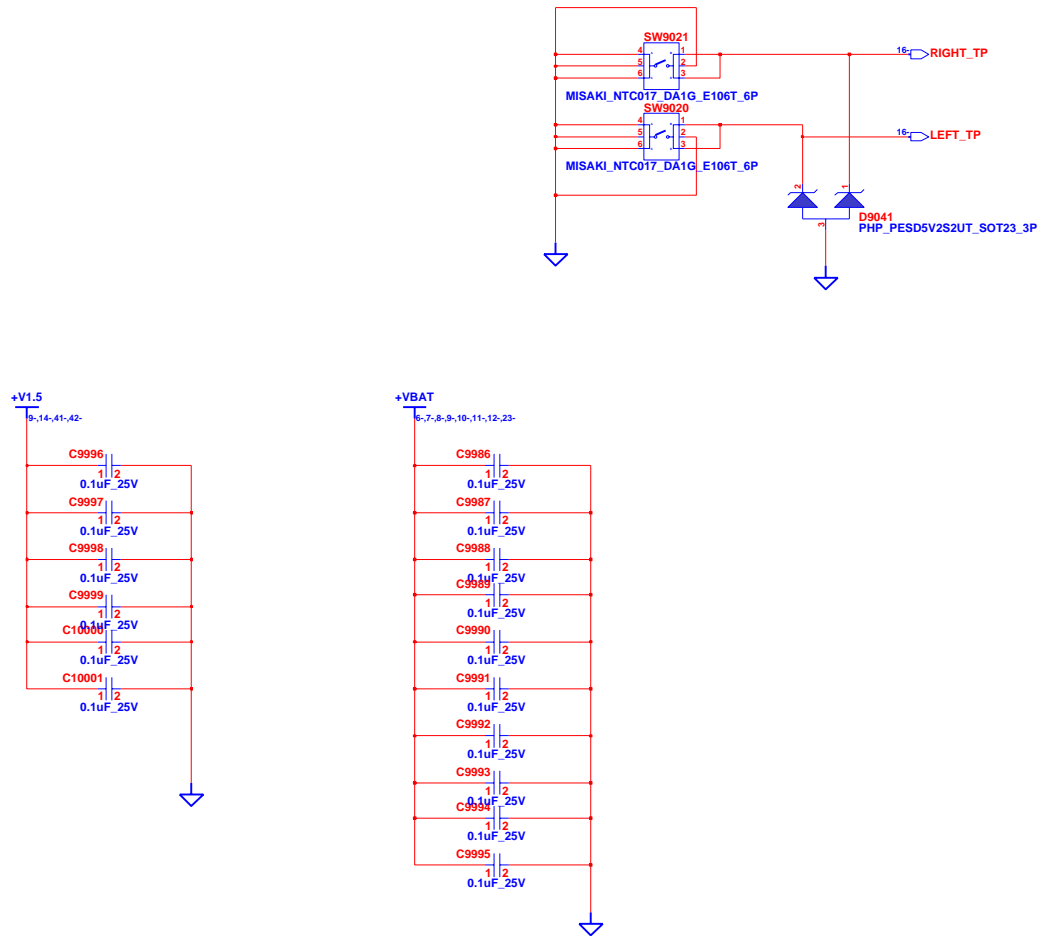 SW9021
4 1
5 2
6 3
16- RIGHT_TP
MISAKI_NTC017_DA1G_E106T_6P
SW9020
4 1
5 2
6 3
16- LEFT_TP
MISAKI_NTC017_DA1G_E106T_6P
2 1
D9041
3
PHP_PESD5V2S2UT_SOT23_3P
+V1.5
9-,14-,41-,42-
C9996
1 2
0.1uF_25V
C9997
1 2
0.1uF_25V
C9998
1 2
0.1uF_25V
C9999
1 2
0.1uF_25V
C10000
1 2
0.1uF_25V
C10001
1 2
0.1uF_25V
+VBAT
6-,7-,8-,9-,10-,11-,12-,23-
C9986
1 2
0.1uF_25V
C9987
1 2
0.1uF_25V
C9988
1 2
0.1uF_25V
C9989
1 2
0.1uF_25V
C9990
1 2
0.1uF_25V
C9991
1 2
0.1uF_25V
C9992
1 2
0.1uF_25V
C9993
1 2
0.1uF_25V
C9994
1 2
0.1uF_25V
C9995
1 2
0.1uF_25V